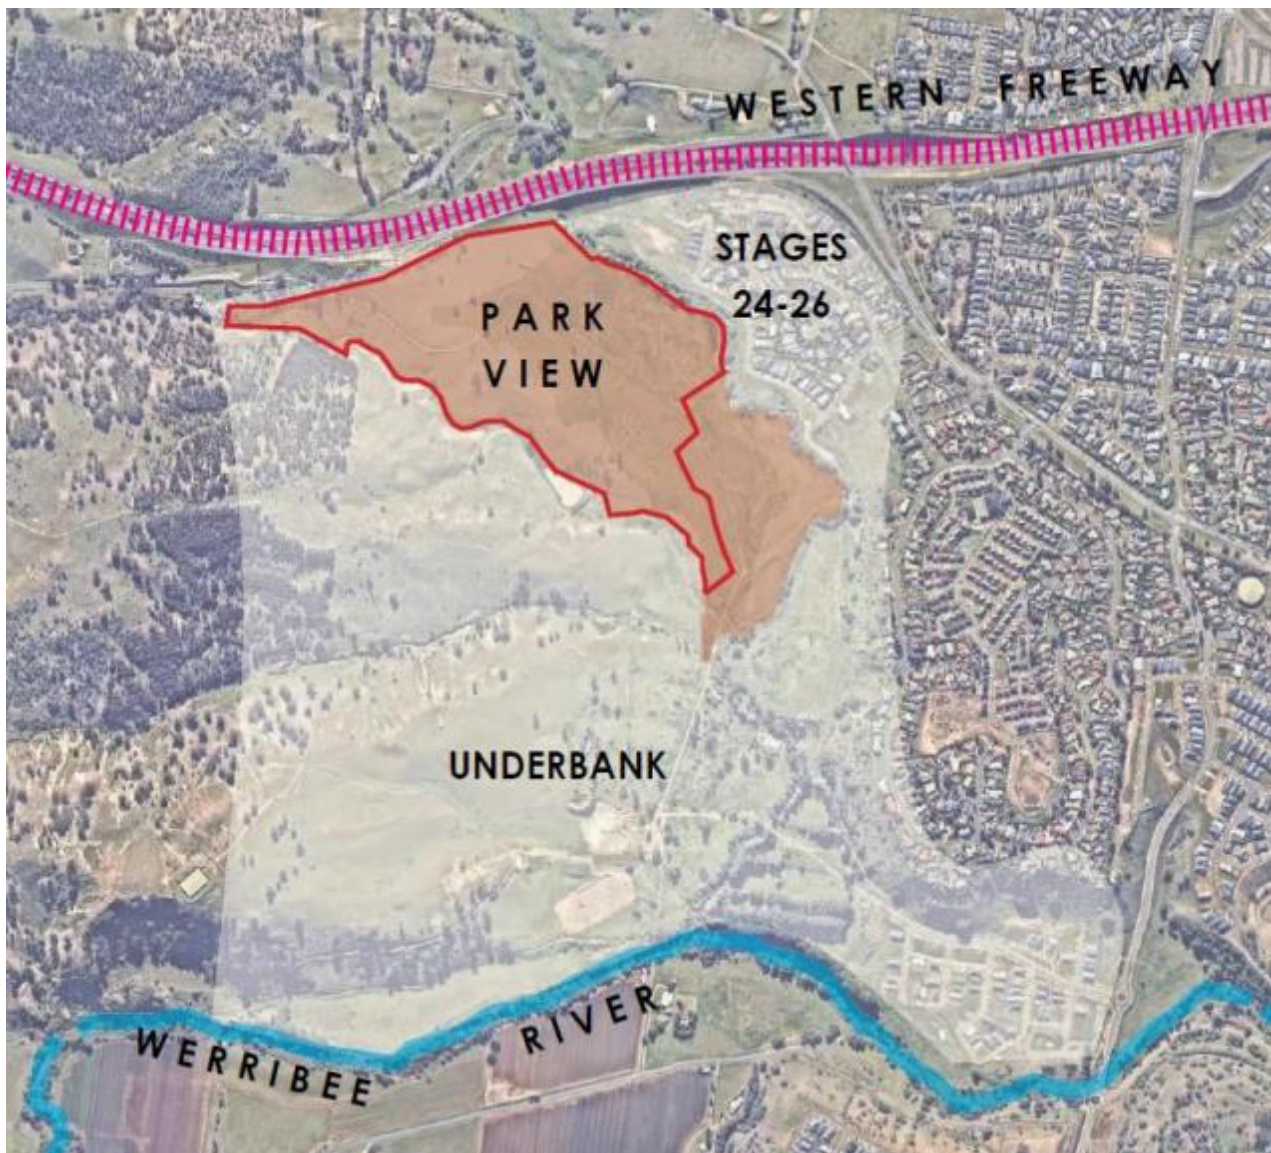 WESTERN FREEWAY
STAGES
24-26
PARK
VIEW
UNDERBANK
WERRIBEE RIVER